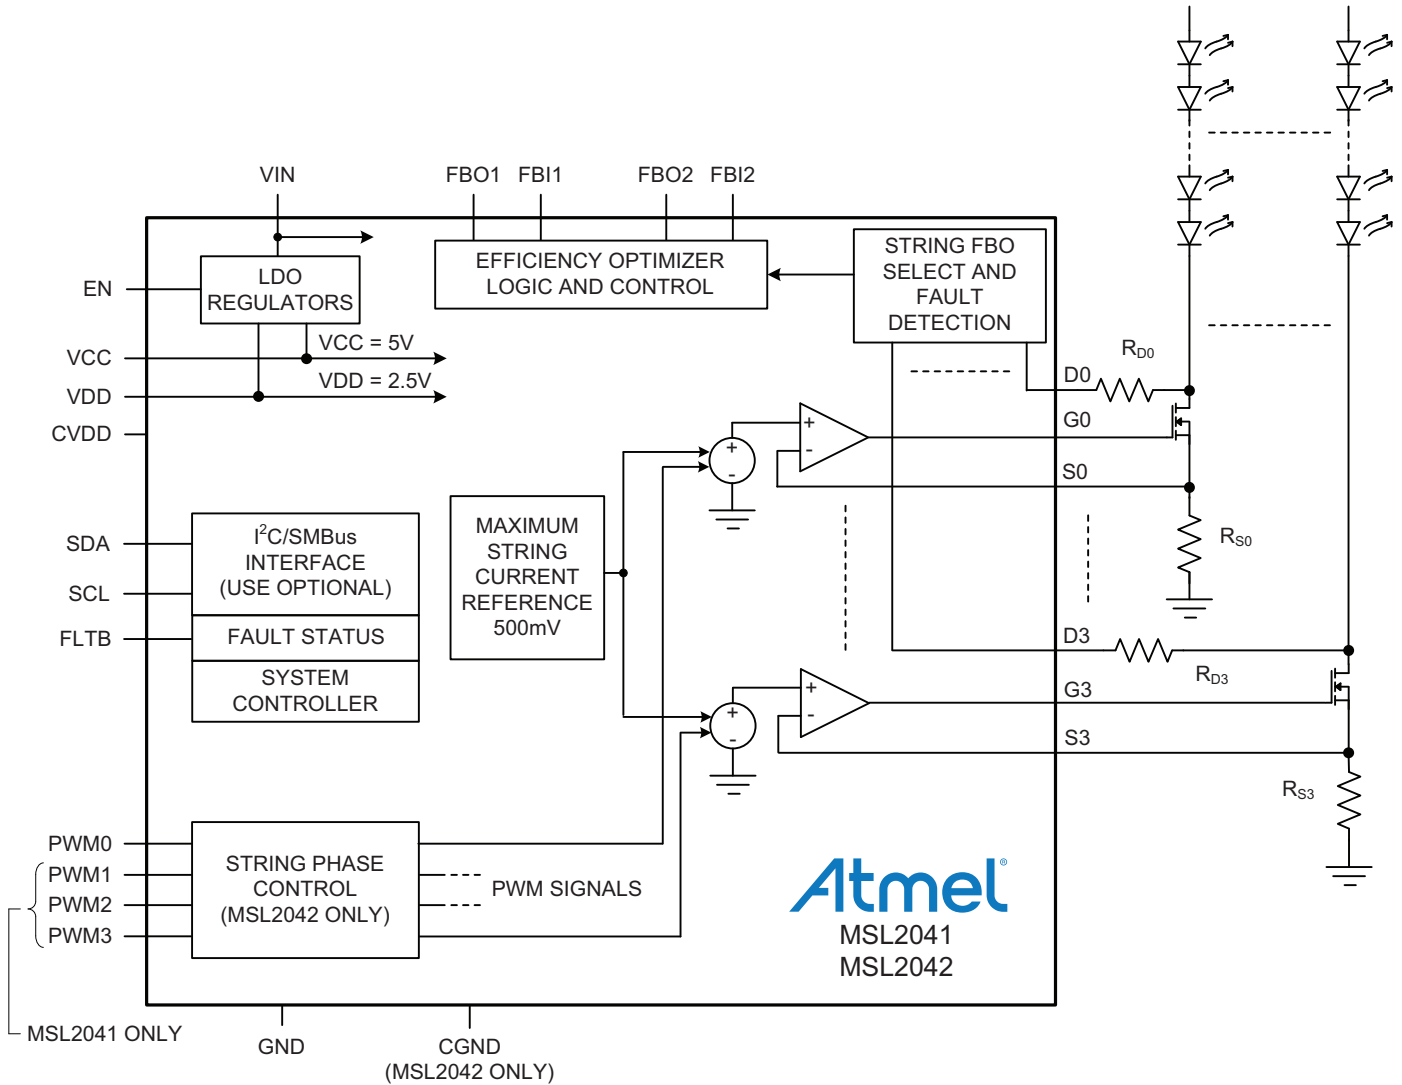 VIN
FBO1
FBI1
FBO2
FBI2
EN
LDO
REGULATORS
EFFICIENCY OPTIMIZER
LOGIC AND CONTROL
STRING FBO
SELECT AND
FAULT
DETECTION
VCC
VCC = 5V
VDD
VDD = 2.5V
CVDD
D0
RD0
G0
+
-
+
-
S0
RS0
SDA
SCL
I²C/SMBus
INTERFACE
(USE OPTIONAL)
FLTB
FAULT STATUS
SYSTEM
CONTROLLER
MAXIMUM
STRING
CURRENT
REFERENCE
500mV
D3
RD3
G3
+
-
+
-
S3
RS3
PWM0
PWM1
PWM2
PWM3
STRING PHASE
CONTROL
(MSL2042 ONLY)
PWM SIGNALS
Atmel®
MSL2041
MSL2042
MSL2041 ONLY
GND
CGND
(MSL2042 ONLY)